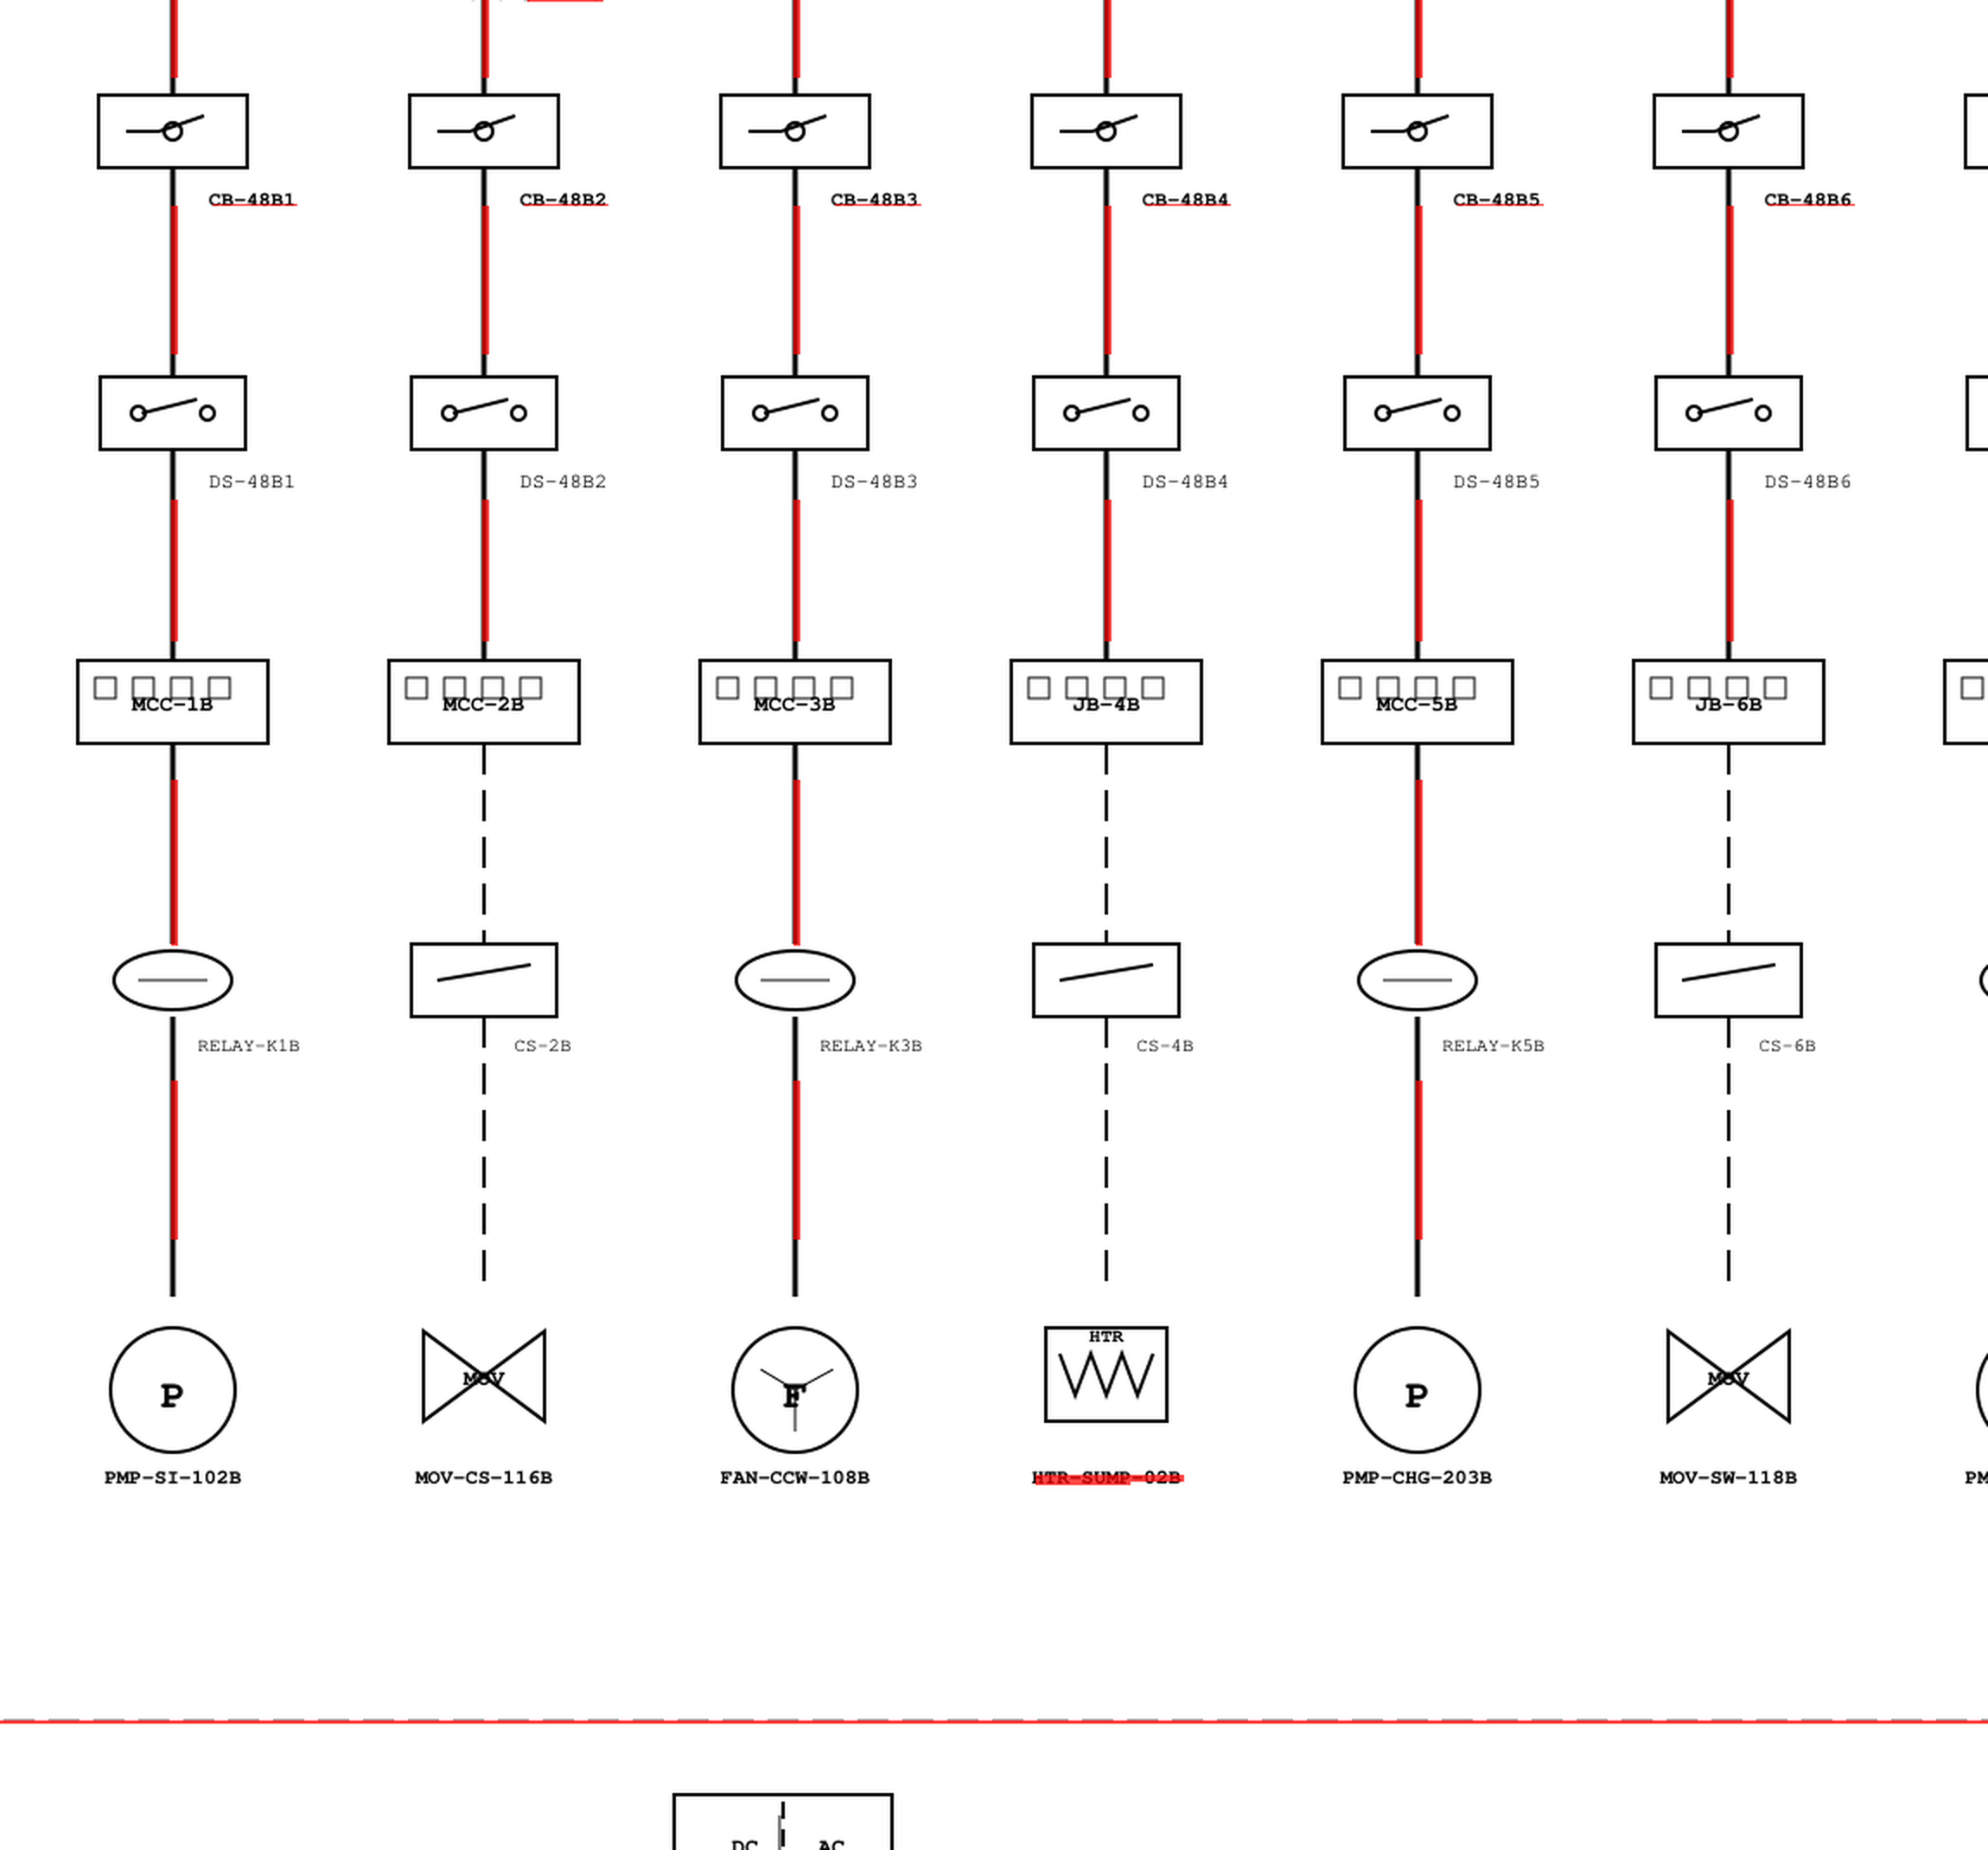 CB-48B1 CB-48B2 CB-48B3 CB-48B4 CB-48B5 CB-48B6
DS-48B1 DS-48B2 DS-48B3 DS-48B4 DS-48B5 DS-48B6
MCC-1B MCC-2B MCC-3B JB-4B MCC-5B JB-6B
RELAY-K1B CS-2B RELAY-K3B CS-4B RELAY-K5B CS-6B
HTR
MOV MOV
P F P
PMP-SI-102B MOV-CS-116B FAN-CCW-108B HTR-SUMP-02B PMP-CHG-203B MOV-SW-118B PM
DC AC